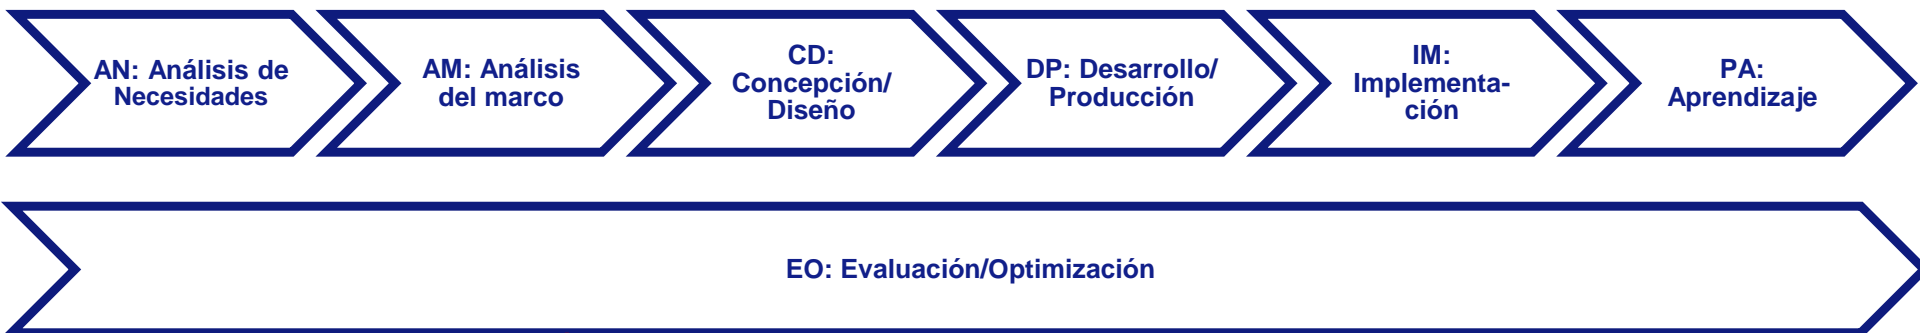 AN: Análisis de
Necesidades
AM: Análisis
del marco
CD:
Concepción/
Diseño
DP: Desarrollo/
Producción
IM:
Implementa-
ción
PA:
Aprendizaje
EO: Evaluación/Optimización